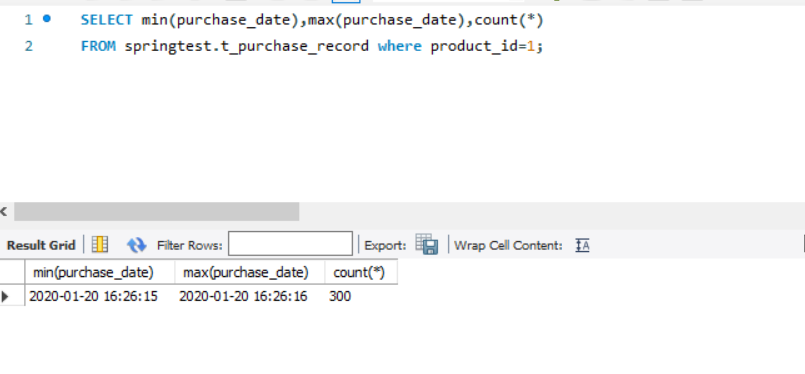 1 SELECT min(purchase_date),max(purchase_date),count(*)
2 FROM springtest.t_purchase_record where product_id=1;
Result Grid Filter Rows: Export: Wrap Cell Content: IA
min(purchase_date) max(purchase_date) count(*)
2020-01-20 16:26:15 2020-01-20 16:26:16 300